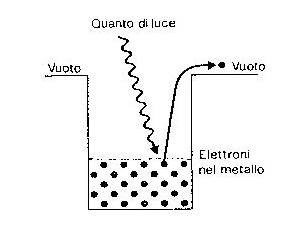 Quanto di luce
Vuoto
Vuoto
Elettroni
nel metallo